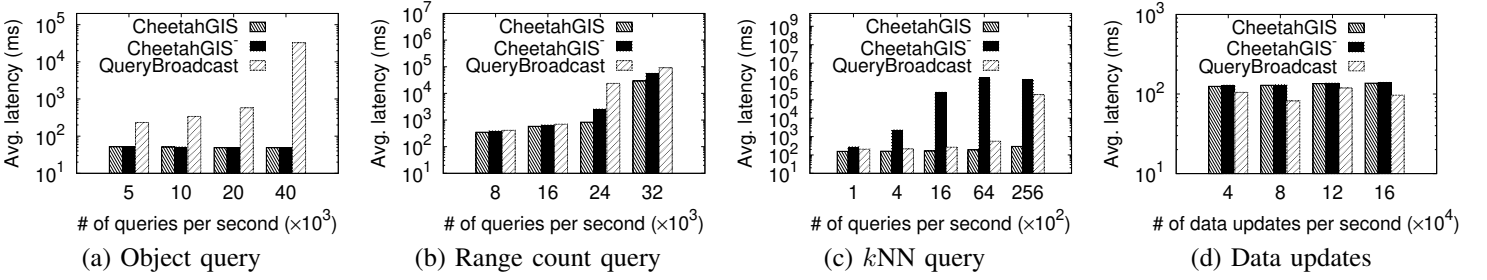 Avg. latency (ms)
10^5
10^4
10^3
10^2
10^1
CheetahGIS
CheetahGIS^-
QueryBroadcast
5 10 20 40
# of queries per second (×10^3)
(a) Object query
Avg. latency (ms)
10^7
10^6
10^5
10^4
10^3
10^2
10^1
CheetahGIS
CheetahGIS^-
QueryBroadcast
8 16 24 32
# of queries per second (×10^3)
(b) Range count query
Avg. latency (ms)
10^9
10^8
10^7
10^6
10^5
10^4
10^3
10^2
10^1
CheetahGIS
CheetahGIS^-
QueryBroadcast
1 4 16 64 256
# of queries per second (×10^2)
(c) kNN query
Avg. latency (ms)
10^3
10^2
10^1
CheetahGIS
CheetahGIS^-
QueryBroadcast
4 8 12 16
# of data updates per second (×10^4)
(d) Data updates